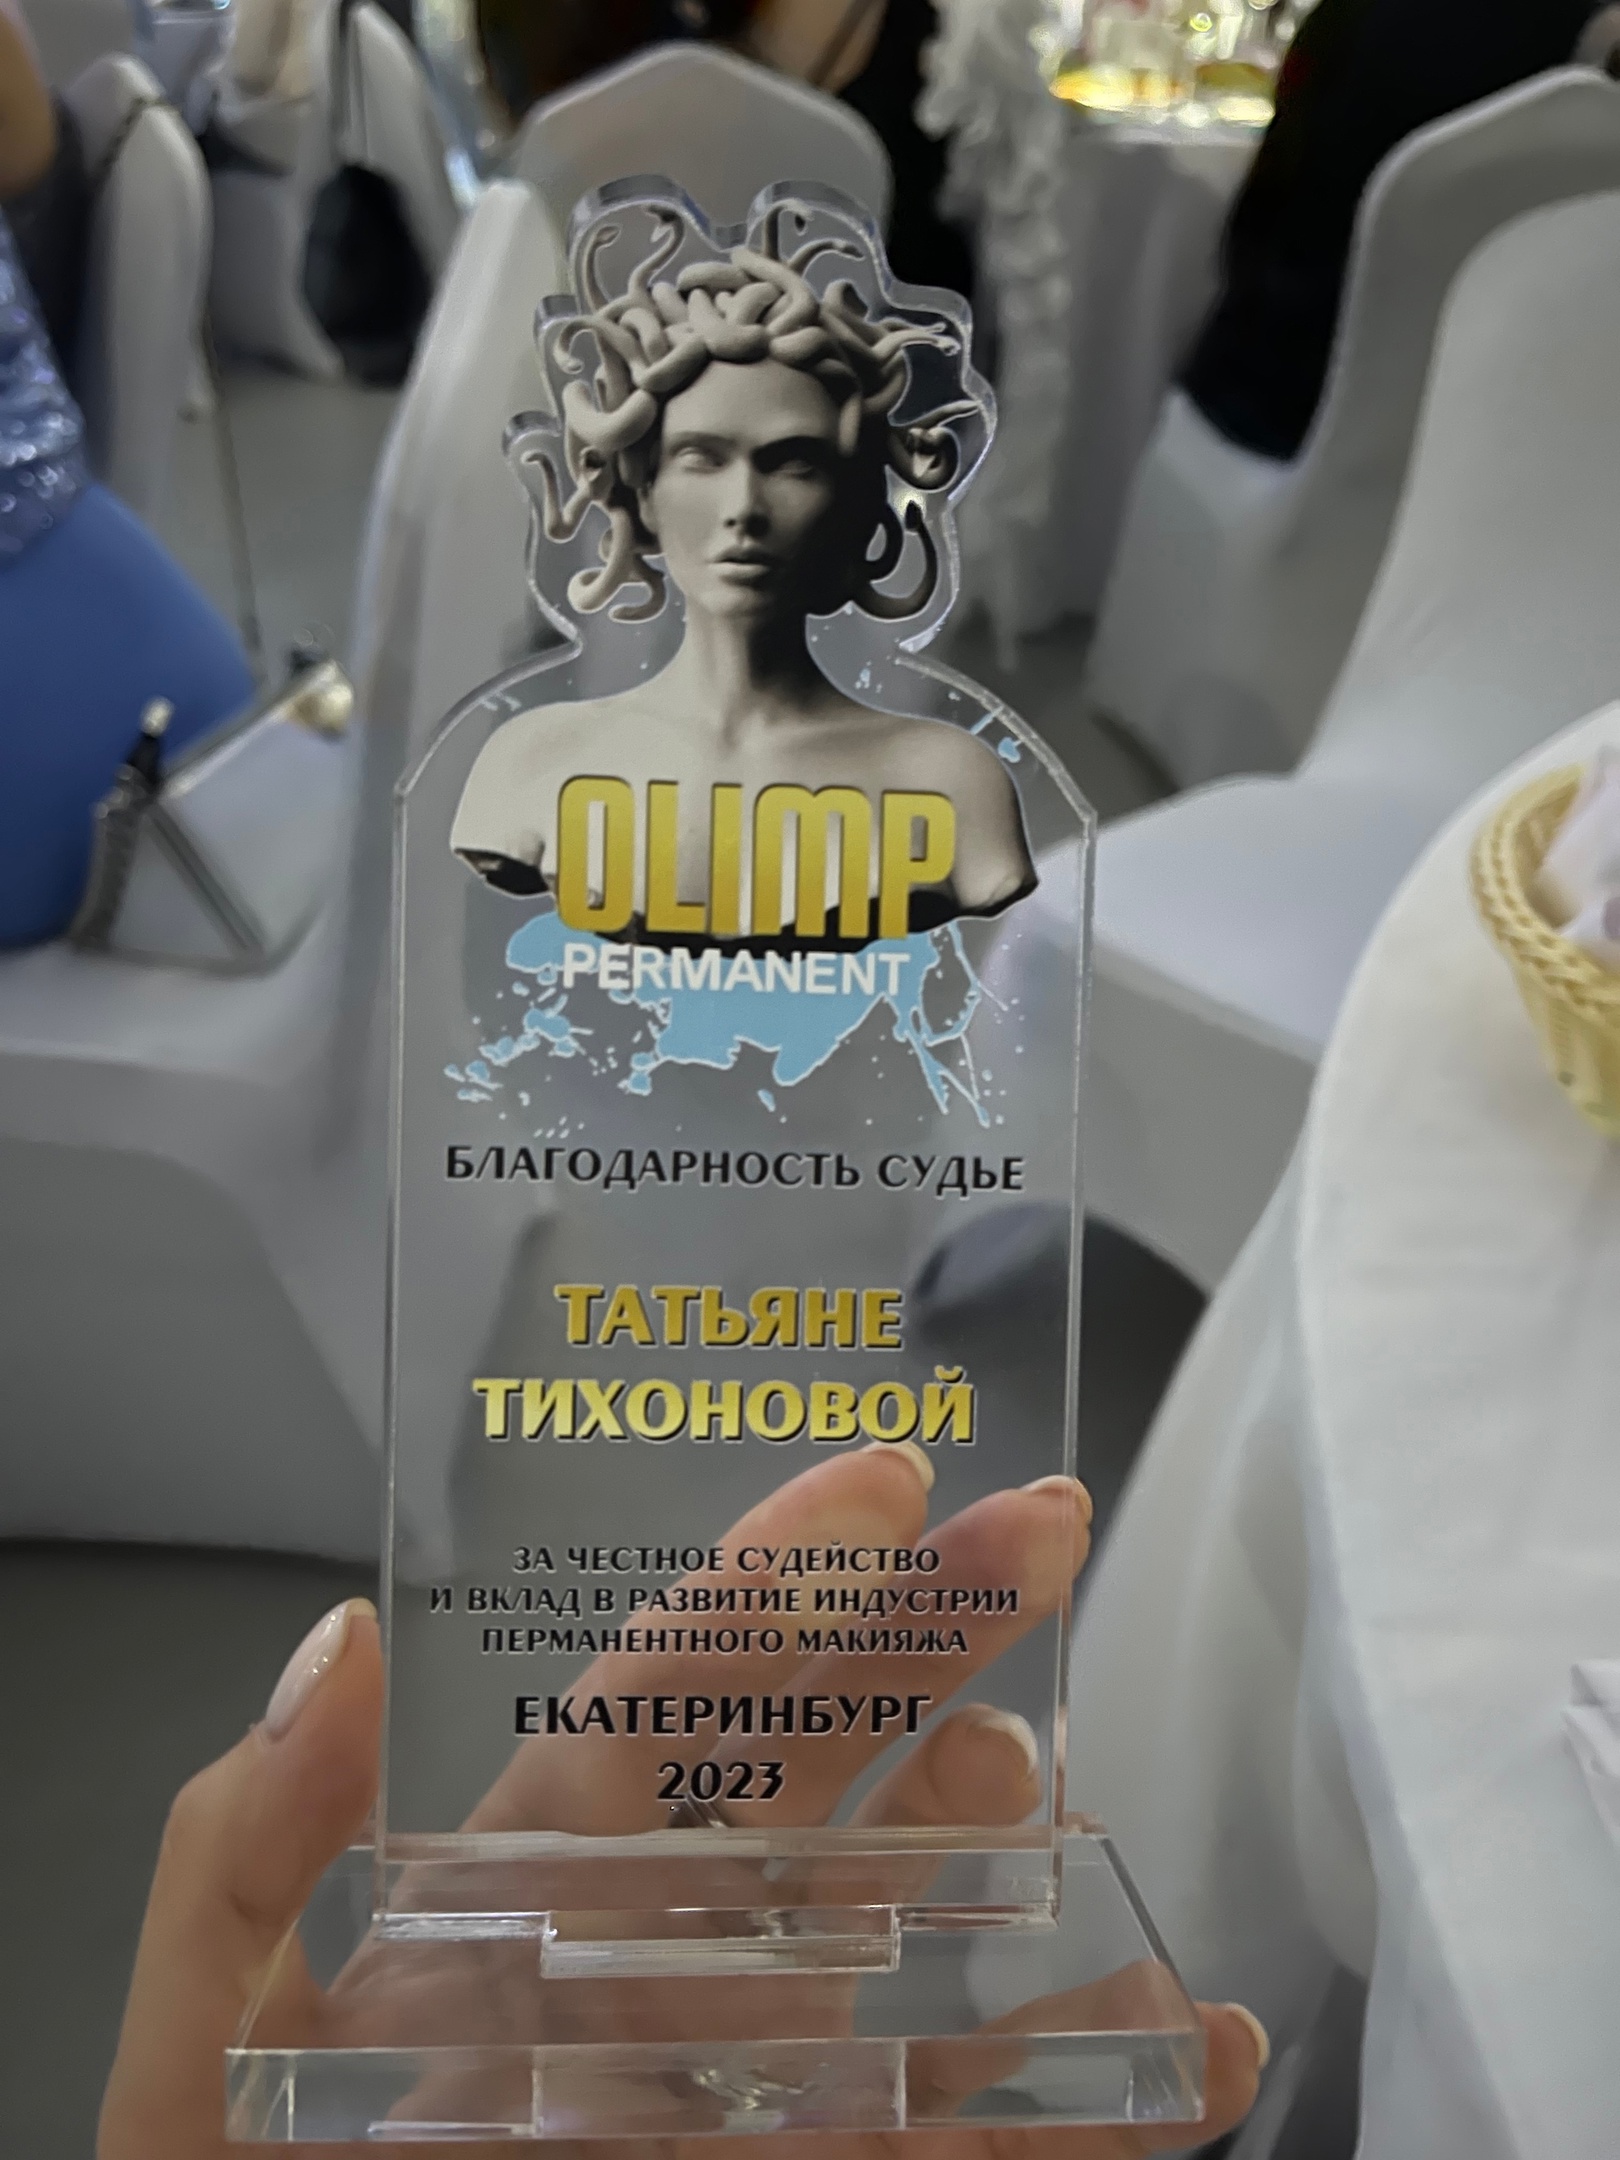 OLIMP
PERMANENT
БЛАГОДАРНОСТЬ СУДЬЕ
ТАТЬЯНЕ
ТИХОНОВОЙ
ЗА ЧЕСТНОЕ СУДЕЙСТВО
И ВКЛАД В РАЗВИТИЕ ИНДУСТРИИ
ПЕРМАНЕНТНОГО МАКИЯЖА
ЕКАТЕРИНБУРГ
2023